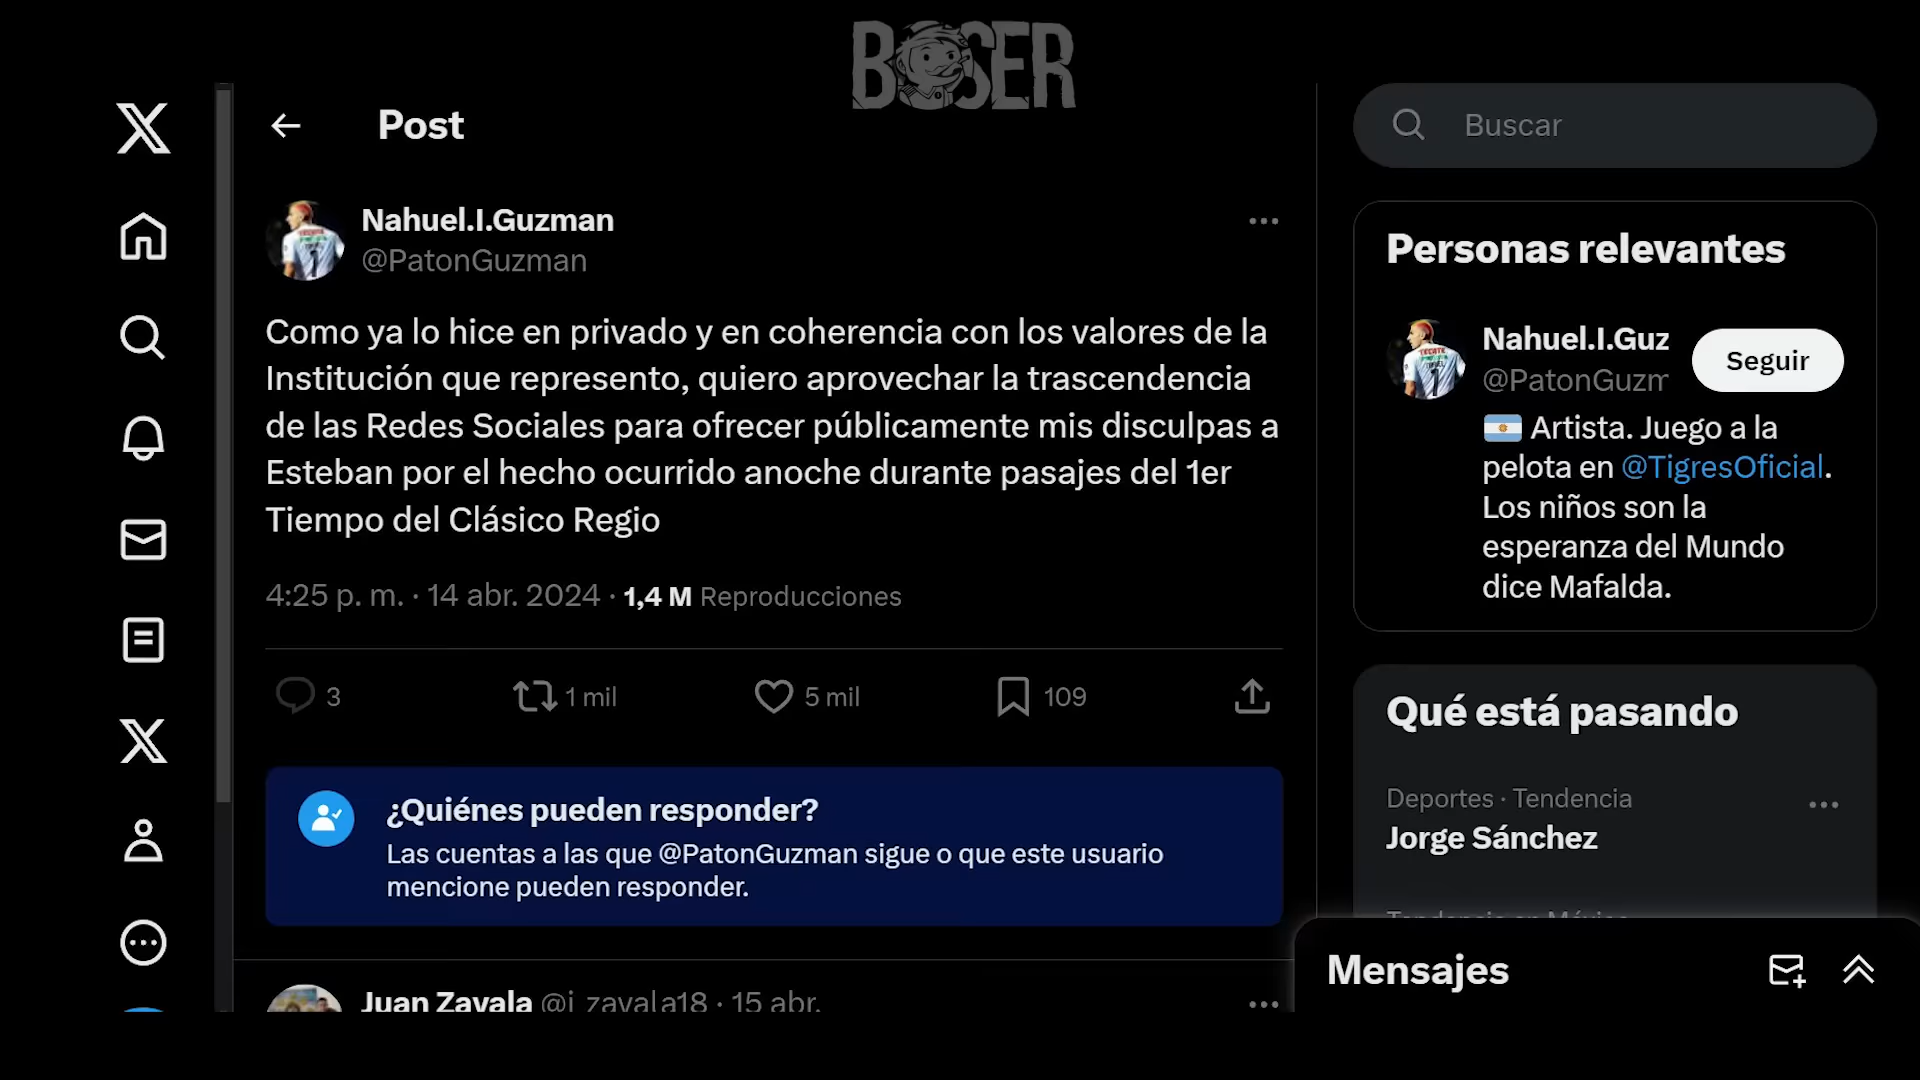 BOSER
Post
Nahuel.I.Guzman
@PatonGuzman
Como ya lo hice en privado y en coherencia con los valores de la
Institución que represento, quiero aprovechar la trascendencia
de las Redes Sociales para ofrecer públicamente mis disculpas a
Esteban por el hecho ocurrido anoche durante pasajes del 1er
Tiempo del Clásico Regio
4:25 p. m. · 14 abr. 2024 · 1,4 M Reproducciones
3 1 mil 5 mil 109
¿Quiénes pueden responder?
Las cuentas a las que @PatonGuzman sigue o que este usuario
mencione pueden responder.
Juan Zavala @j_zavala18 · 15 abr.
Buscar
Personas relevantes
Nahuel.I.Guz
@PatonGuzm
Seguir
Artista. Juego a la
pelota en @TigresOficial.
Los niños son la
esperanza del Mundo
dice Mafalda.
Qué está pasando
Deportes · Tendencia
Jorge Sánchez
Tendencia en México
Mensajes